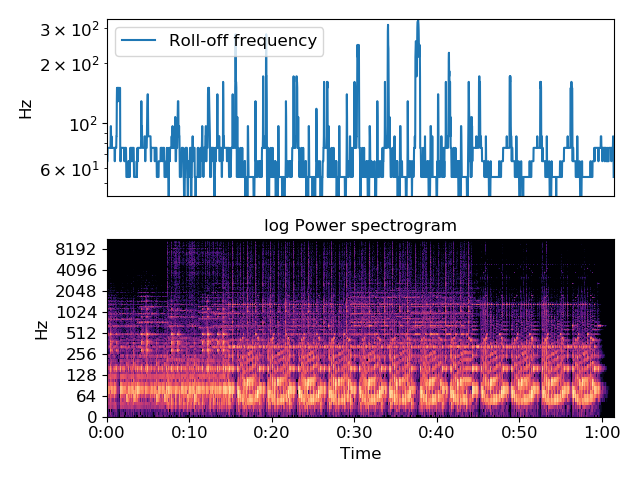 3 × 10²
Roll-off frequency
2 × 10²
Hz
10²
6 × 10¹
log Power spectrogram
8192
4096
2048
1024
Hz
512
256
128
64
0
0:00 0:10 0:20 0:30 0:40 0:50 1:00
Time